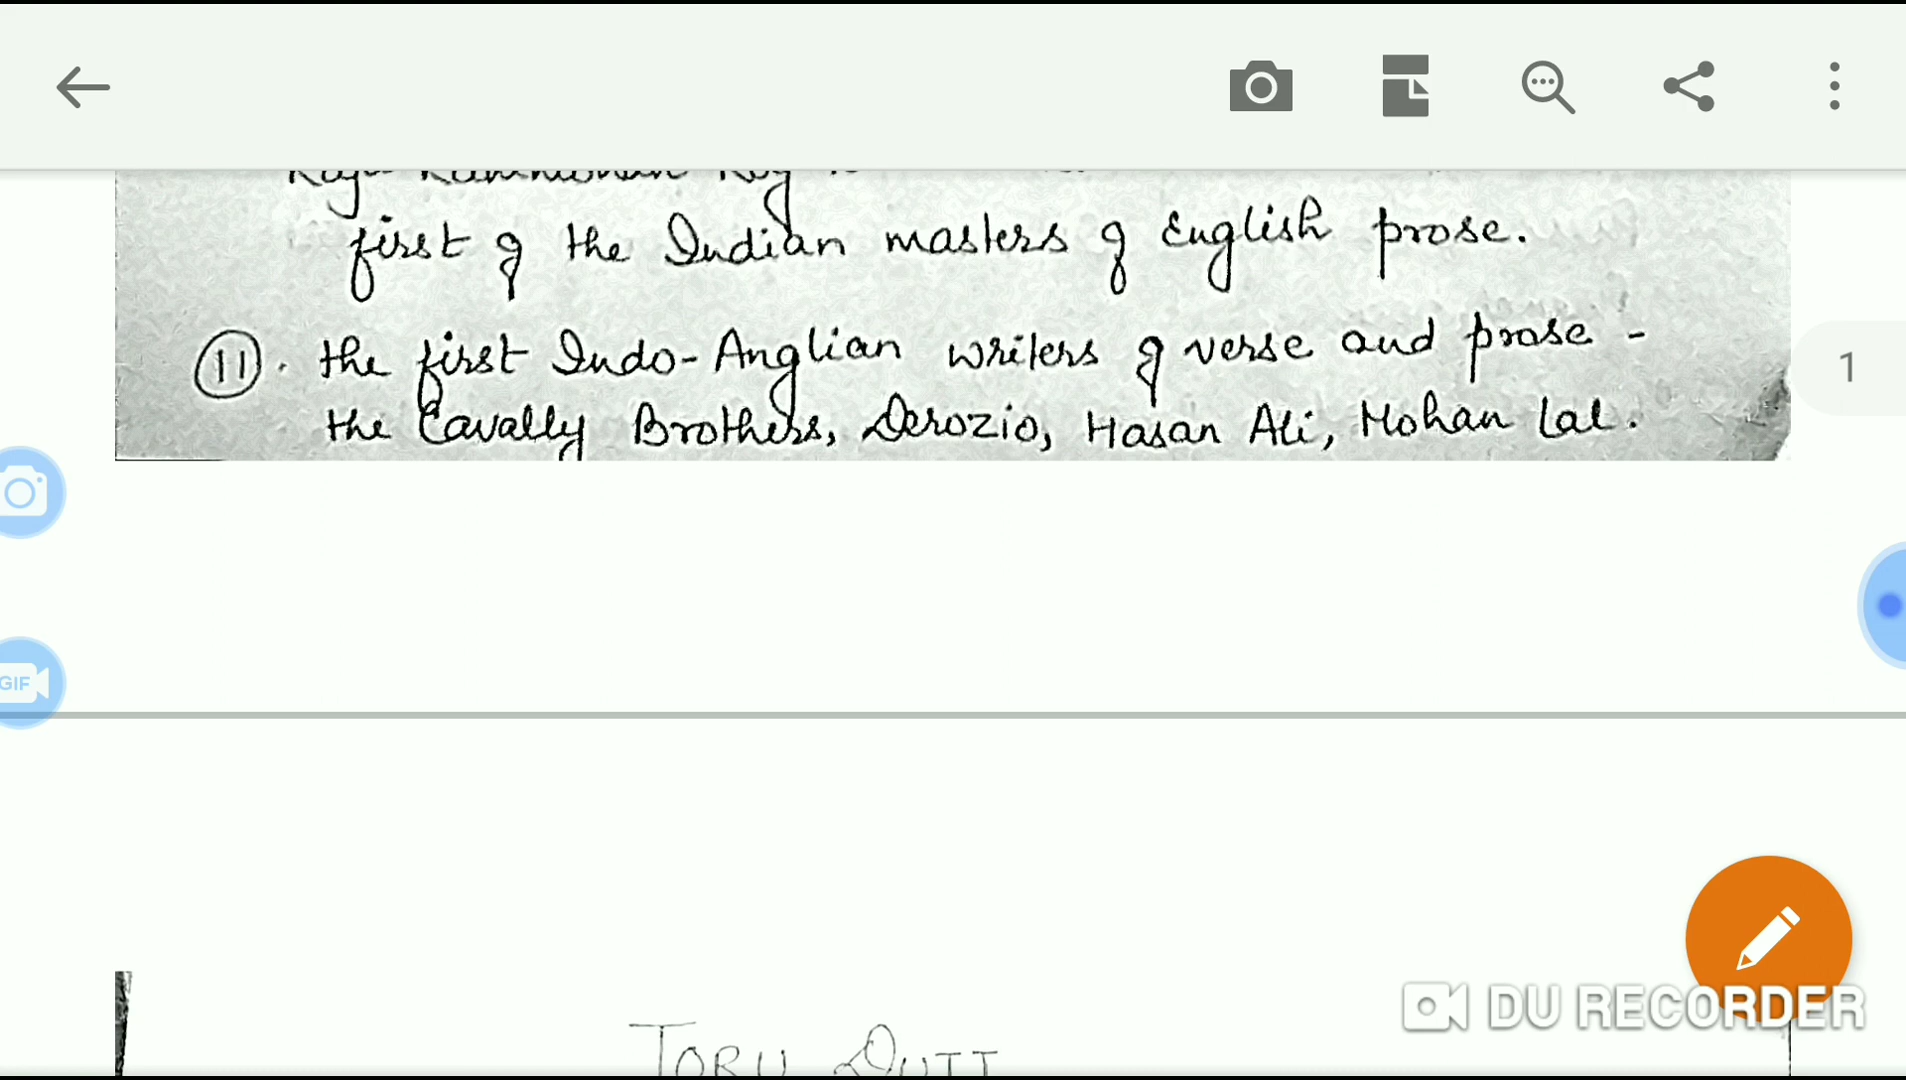 first of the Indian masters of English prose.
11. the first Indo-Anglian writers of verse and prose -
the Cavally Brothers, Derozio, Hasan Ali, Mohan Lal.
1
GIF
DU RECORDER
TORU DUTT